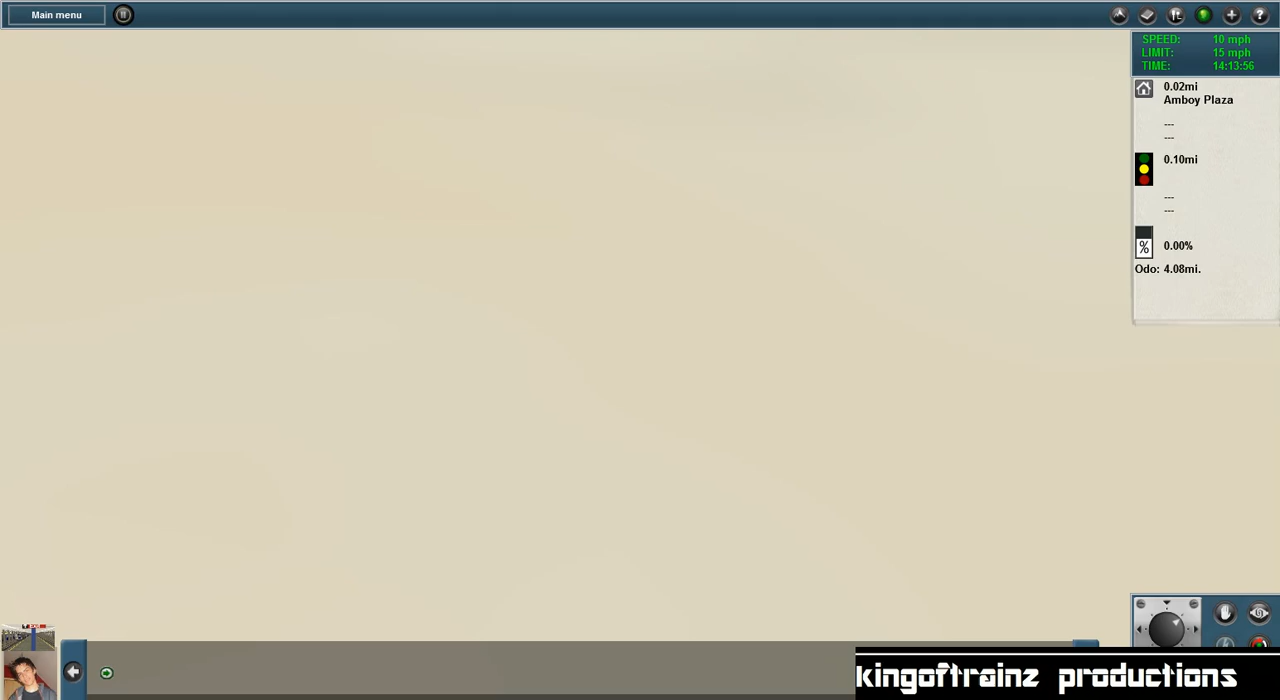 Main menu
SPEED: 10 mph
LIMIT: 15 mph
TIME: 14:13:56
0.02mi
Amboy Plaza
---
---
0.10mi
---
---
% 0.00%
Odo: 4.08mi.
kingoftrainz productions